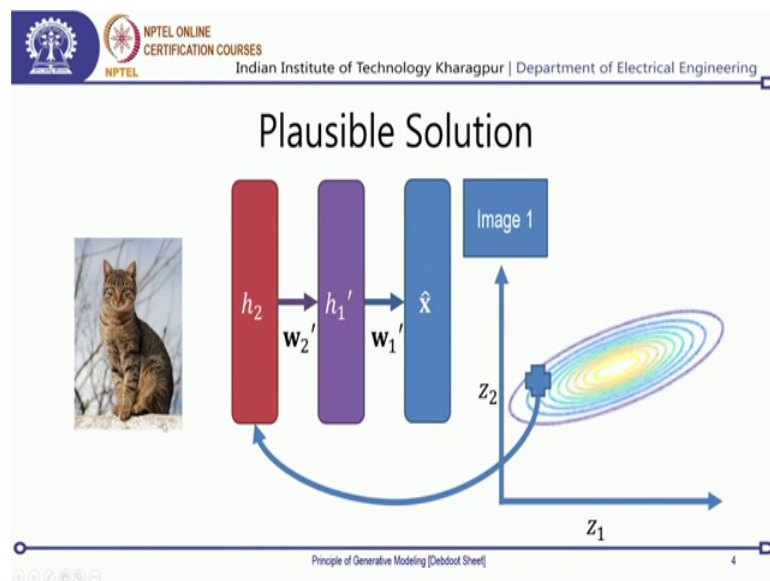 NPTEL ONLINE
CERTIFICATION COURSES
NPTEL
Indian Institute of Technology Kharagpur | Department of Electrical Engineering
Plausible Solution
Image 1
h₂
h₁′
x̂
w₂′
w₁′
z₂
z₁
Principle of Generative Modeling [Debdoot Sheet]
4